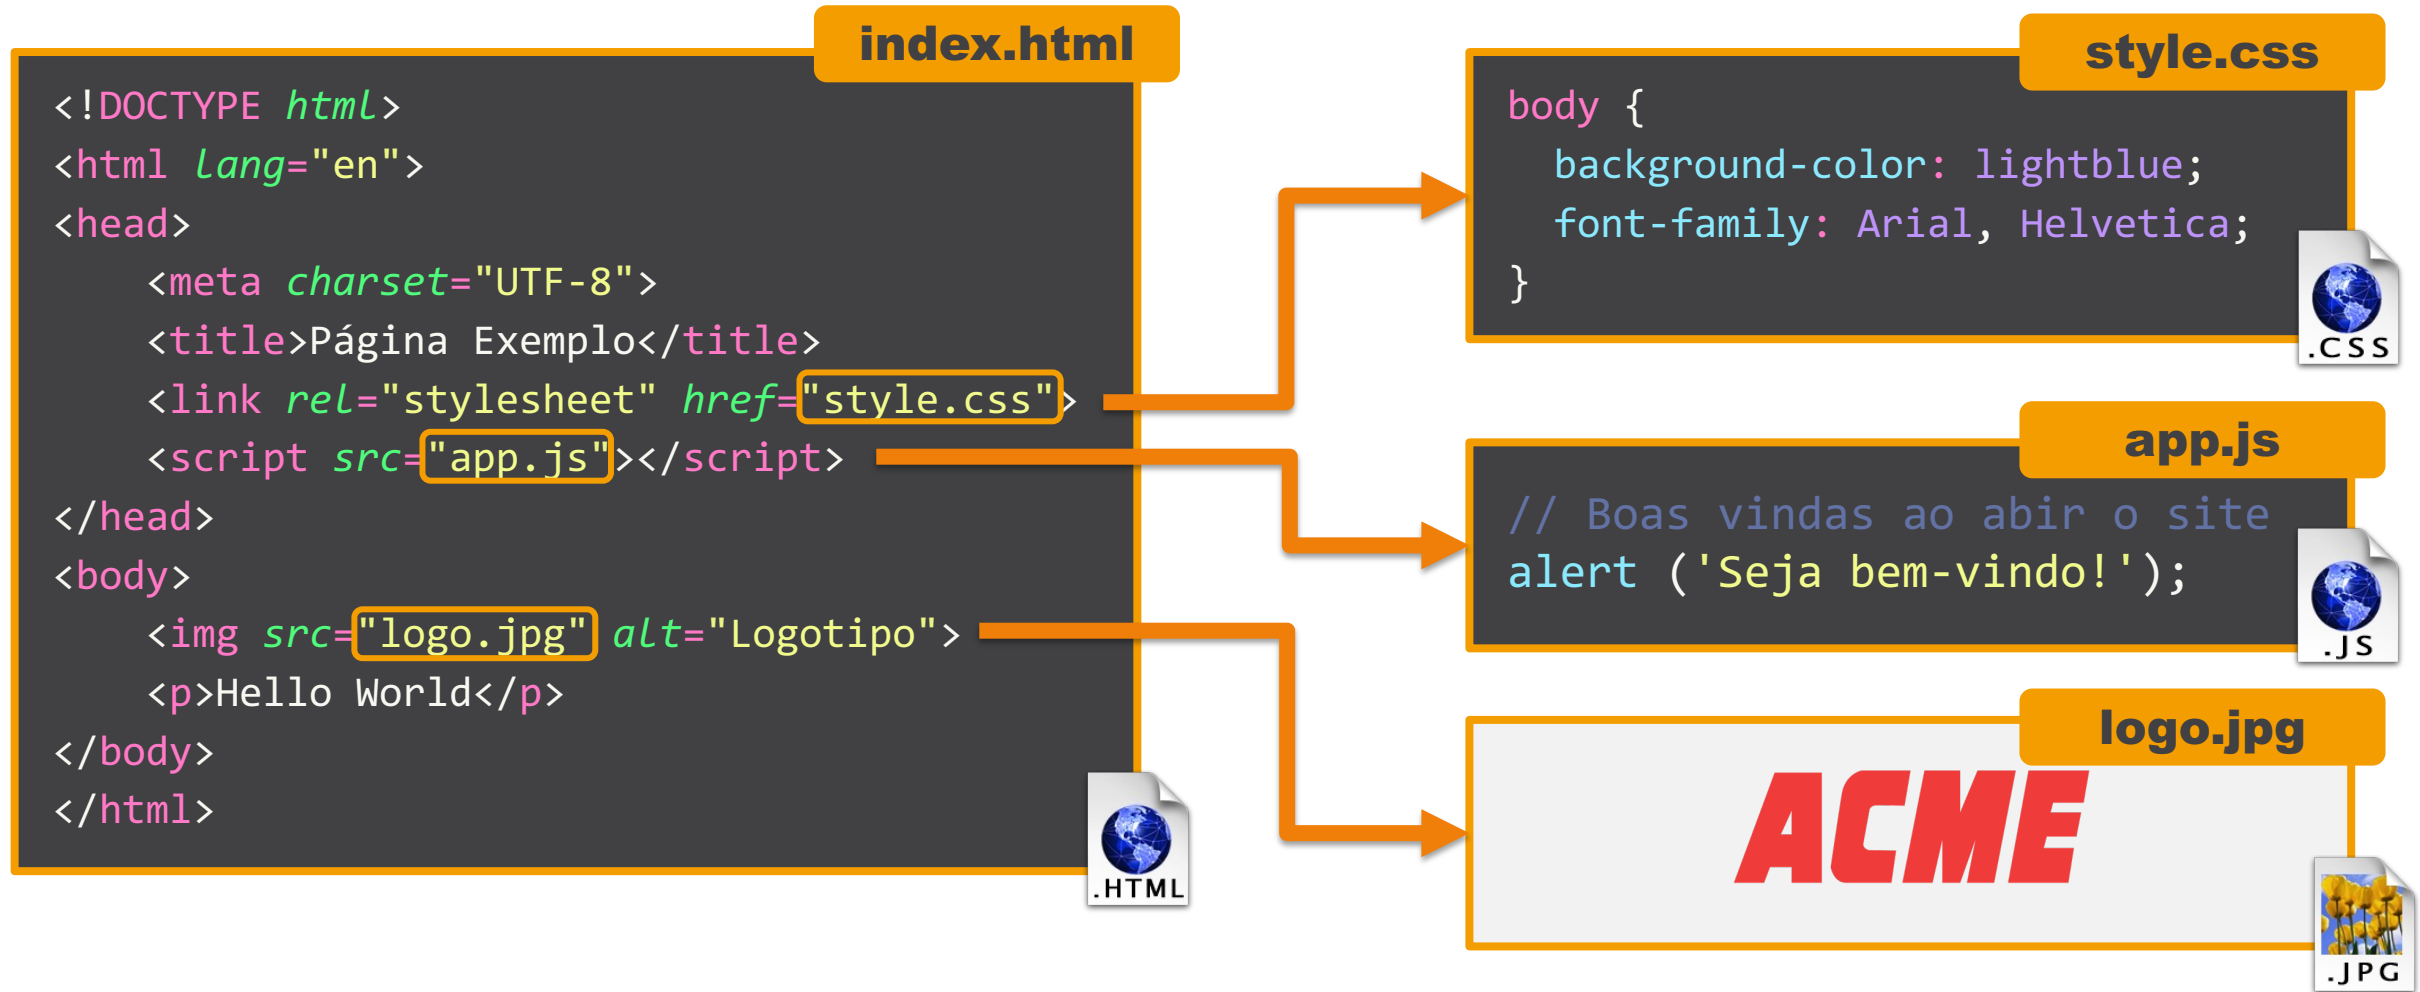 index.html
<!DOCTYPE html>
<html lang="en">
<head>
<meta charset="UTF-8">
<title>Página Exemplo</title>
<link rel="stylesheet" href="style.css">
<script src="app.js"></script>
</head>
<body>
<img src="logo.jpg" alt="Logotipo">
<p>Hello World</p>
</body>
</html>
.HTML
style.css
body {
background-color: lightblue;
font-family: Arial, Helvetica;
}
.CSS
app.js
// Boas vindas ao abir o site
alert ('Seja bem-vindo!');
.JS
logo.jpg
ACME
.JPG